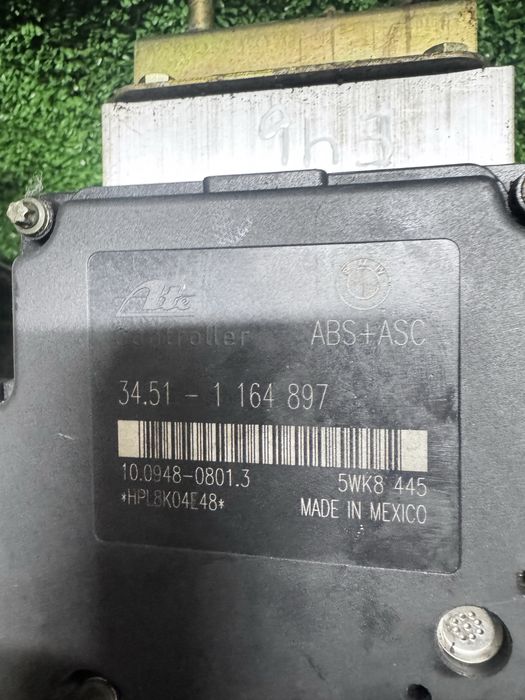 Ate
Controller ABS+ASC
34.51 - 1 164 897
10.0948-0801.3 5WK8 445
*HPL8K04E48* MADE IN MEXICO